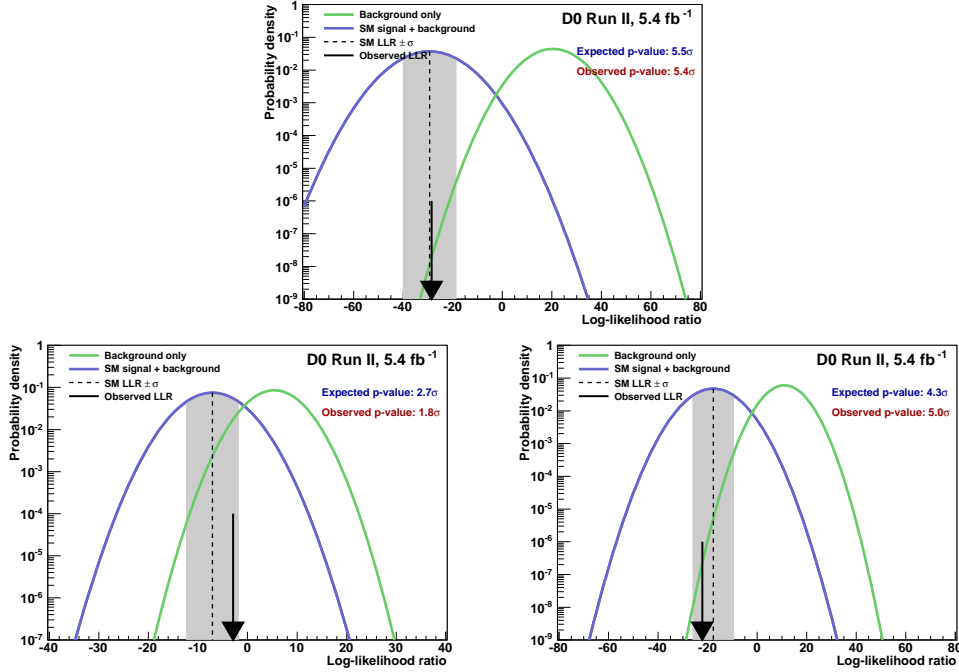 D0 Run II, 5.4 fb⁻¹
Background only
SM signal + background
SM LLR ± σ
Observed LLR
Expected p-value: 5.5σ
Observed p-value: 5.4σ
Probability density
1
10⁻¹
10⁻²
10⁻³
10⁻⁴
10⁻⁵
10⁻⁶
10⁻⁷
10⁻⁸
10⁻⁹
-80 -60 -40 -20 0 20 40 60 80
Log-likelihood ratio
D0 Run II, 5.4 fb⁻¹
Background only
SM signal + background
SM LLR ± σ
Observed LLR
Expected p-value: 2.7σ
Observed p-value: 1.8σ
Probability density
1
10⁻¹
10⁻²
10⁻³
10⁻⁴
10⁻⁵
10⁻⁶
10⁻⁷
-40 -30 -20 -10 0 10 20 30 40
Log-likelihood ratio
D0 Run II, 5.4 fb⁻¹
Background only
SM signal + background
SM LLR ± σ
Observed LLR
Expected p-value: 4.3σ
Observed p-value: 5.0σ
Probability density
1
10⁻¹
10⁻²
10⁻³
10⁻⁴
10⁻⁵
10⁻⁶
10⁻⁷
10⁻⁸
10⁻⁹
-80 -60 -40 -20 0 20 40 60 80
Log-likelihood ratio